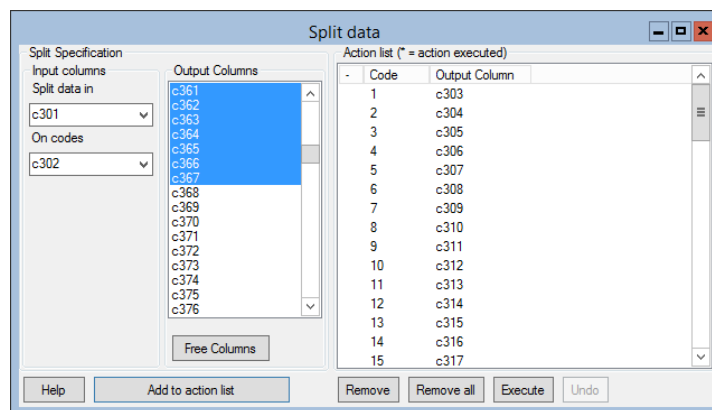 Split data
Split Specification
Input columns
Split data in
c301
On codes
c302
Output Columns
c361
c362
c363
c364
c365
c366
c367
c368
c369
c370
c371
c372
c373
c374
c375
c376
Free Columns
Action list (* = action executed)
- Code Output Column
1 c303
2 c304
3 c305
4 c306
5 c307
6 c308
7 c309
8 c310
9 c311
10 c312
11 c313
12 c314
13 c315
14 c316
15 c317
Help Add to action list Remove Remove all Execute Undo